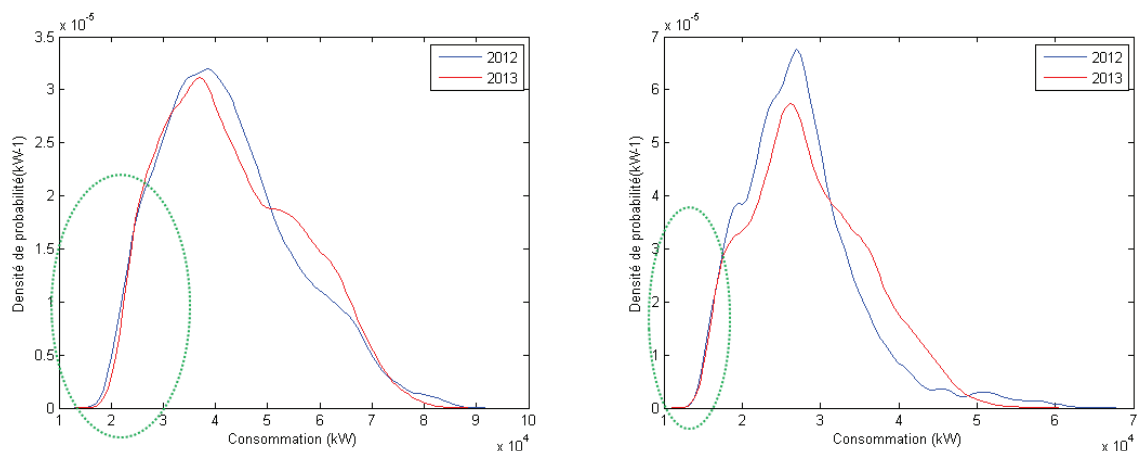 x 10^-5
3.5
3
2.5
2
1.5
1
0.5
0
Densité de probabilité(kW-1)
2012
2013
1 2 3 4 5 6 7 8 9 10
Consommation (kW)
x 10^4
x 10^-5
7
6
5
4
3
2
1
0
Densité de probabilité(kW-1)
2012
2013
1 2 3 4 5 6 7
Consommation (kW)
x 10^4